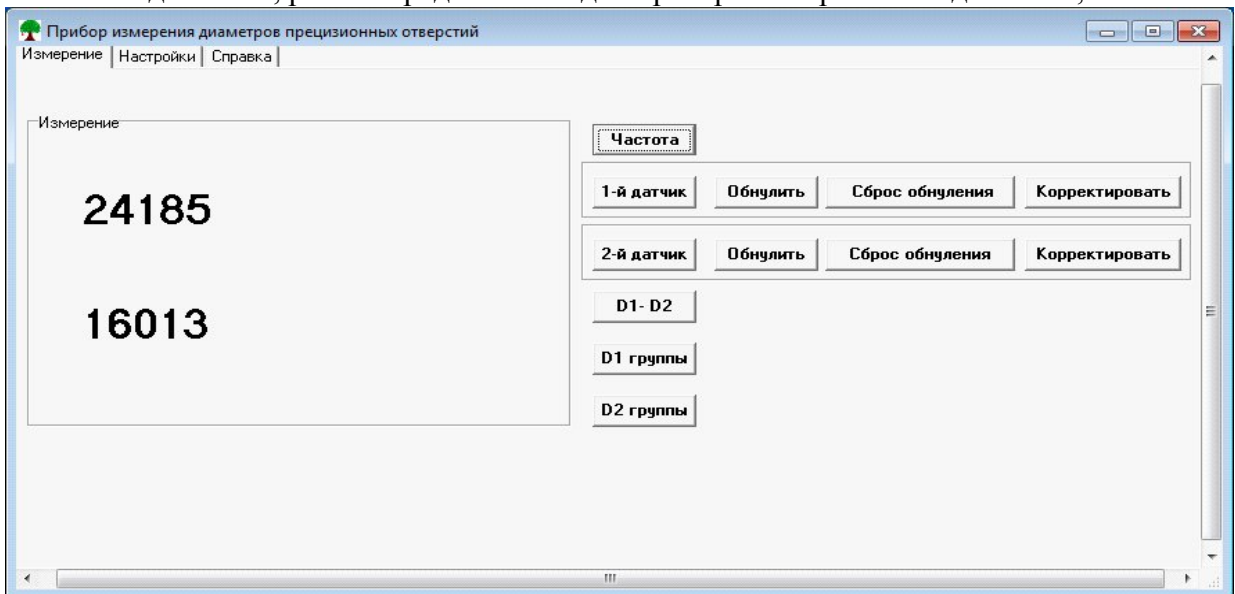 Прибор измерения диаметров прецизионных отверстий
Измерение Настройки Справка
Измерение
24185
16013
Частота
1-й датчик Обнулить Сброс обнуления Корректировать
2-й датчик Обнулить Сброс обнуления Корректировать
D1- D2
D1 группы
D2 группы